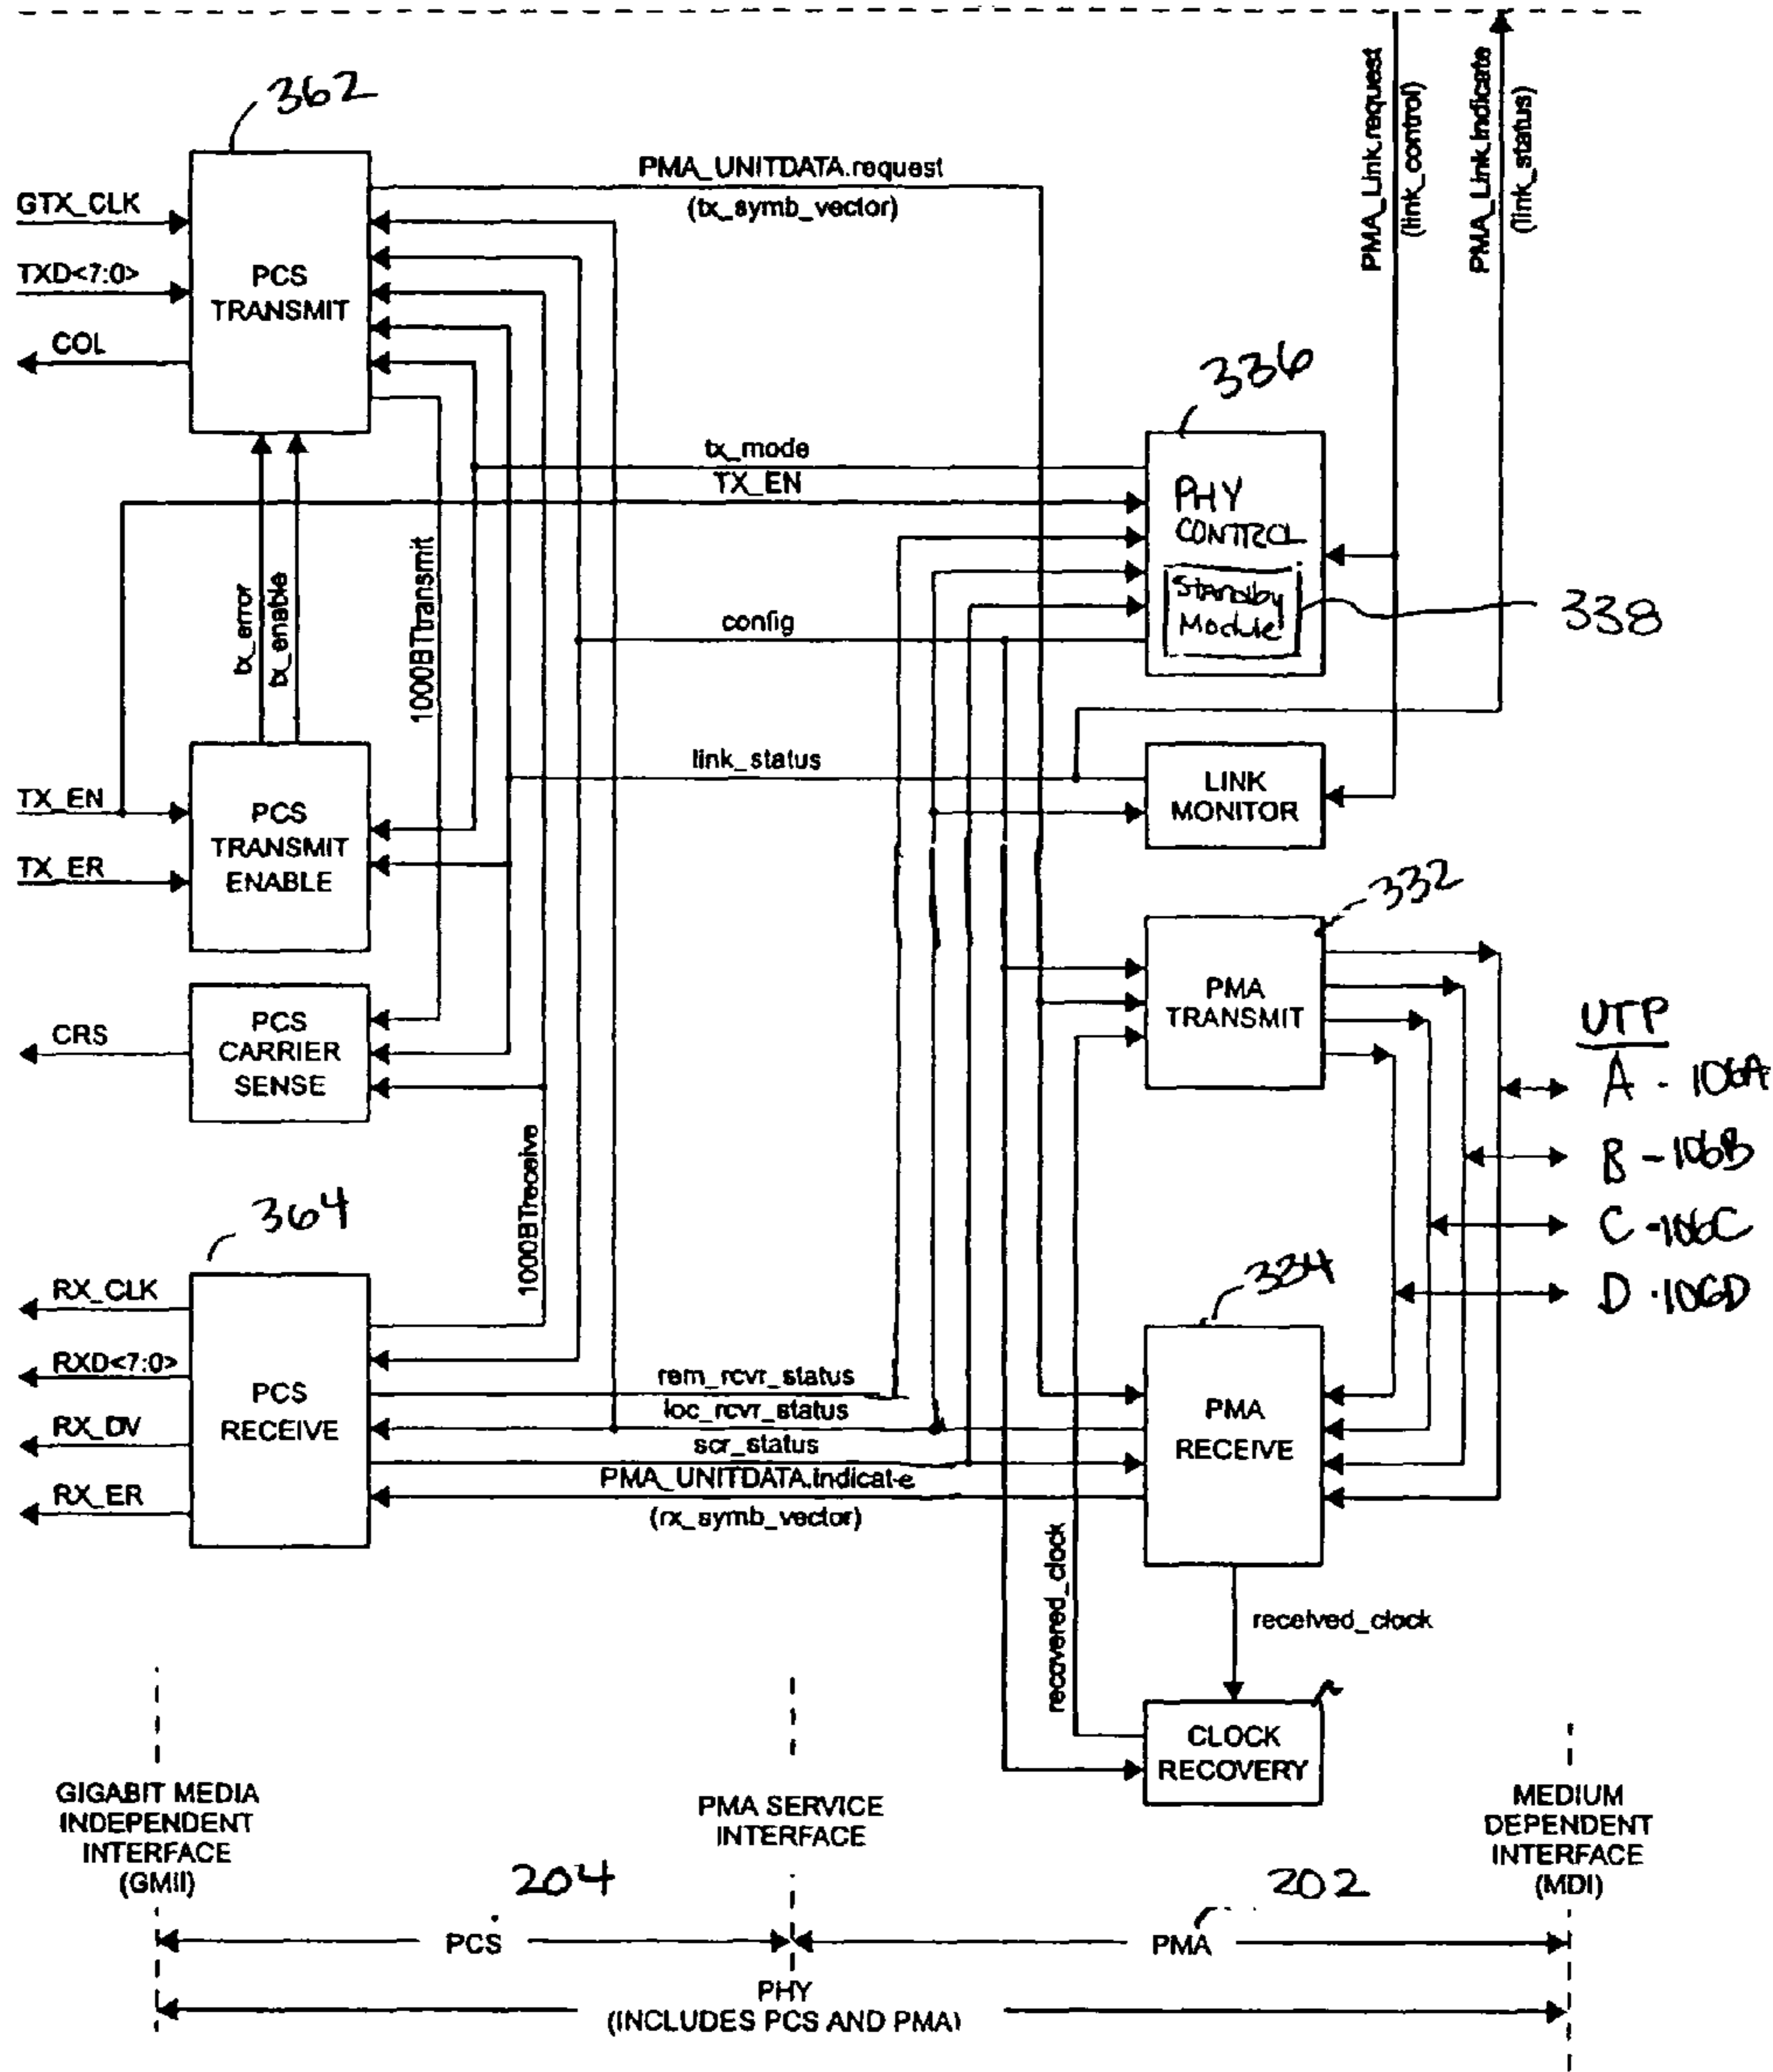 362
PMA_UNITDATA.request
(tx_symb_vector)
PMA_Link.request
(link_control)
PMA_Link.indicate
(link_status)
GTX_CLK
TXD<7:0>
COL
PCS
TRANSMIT
336
tx_mode
TX_EN
PHY
CONTROL
Standby
Module
338
tx_error
tx_enable
1000BTtransmit
config
link_status
LINK
MONITOR
TX_EN
TX_ER
PCS
TRANSMIT
ENABLE
332
PMA
TRANSMIT
UTP
A - 106A
B - 106B
C - 106C
D - 106D
CRS
PCS
CARRIER
SENSE
1000BTreceive
364
334
RX_CLK
RXD<7:0>
RX_DV
RX_ER
PCS
RECEIVE
rem_rcvr_status
loc_rcvr_status
scr_status
PMA_UNITDATA.indicate
(rx_symb_vector)
PMA
RECEIVE
recovered_clock
received_clock
CLOCK
RECOVERY
GIGABIT MEDIA
INDEPENDENT
INTERFACE
(GMII)
PMA SERVICE
INTERFACE
MEDIUM
DEPENDENT
INTERFACE
(MDI)
204
202
PCS
PMA
PHY
(INCLUDES PCS AND PMA)